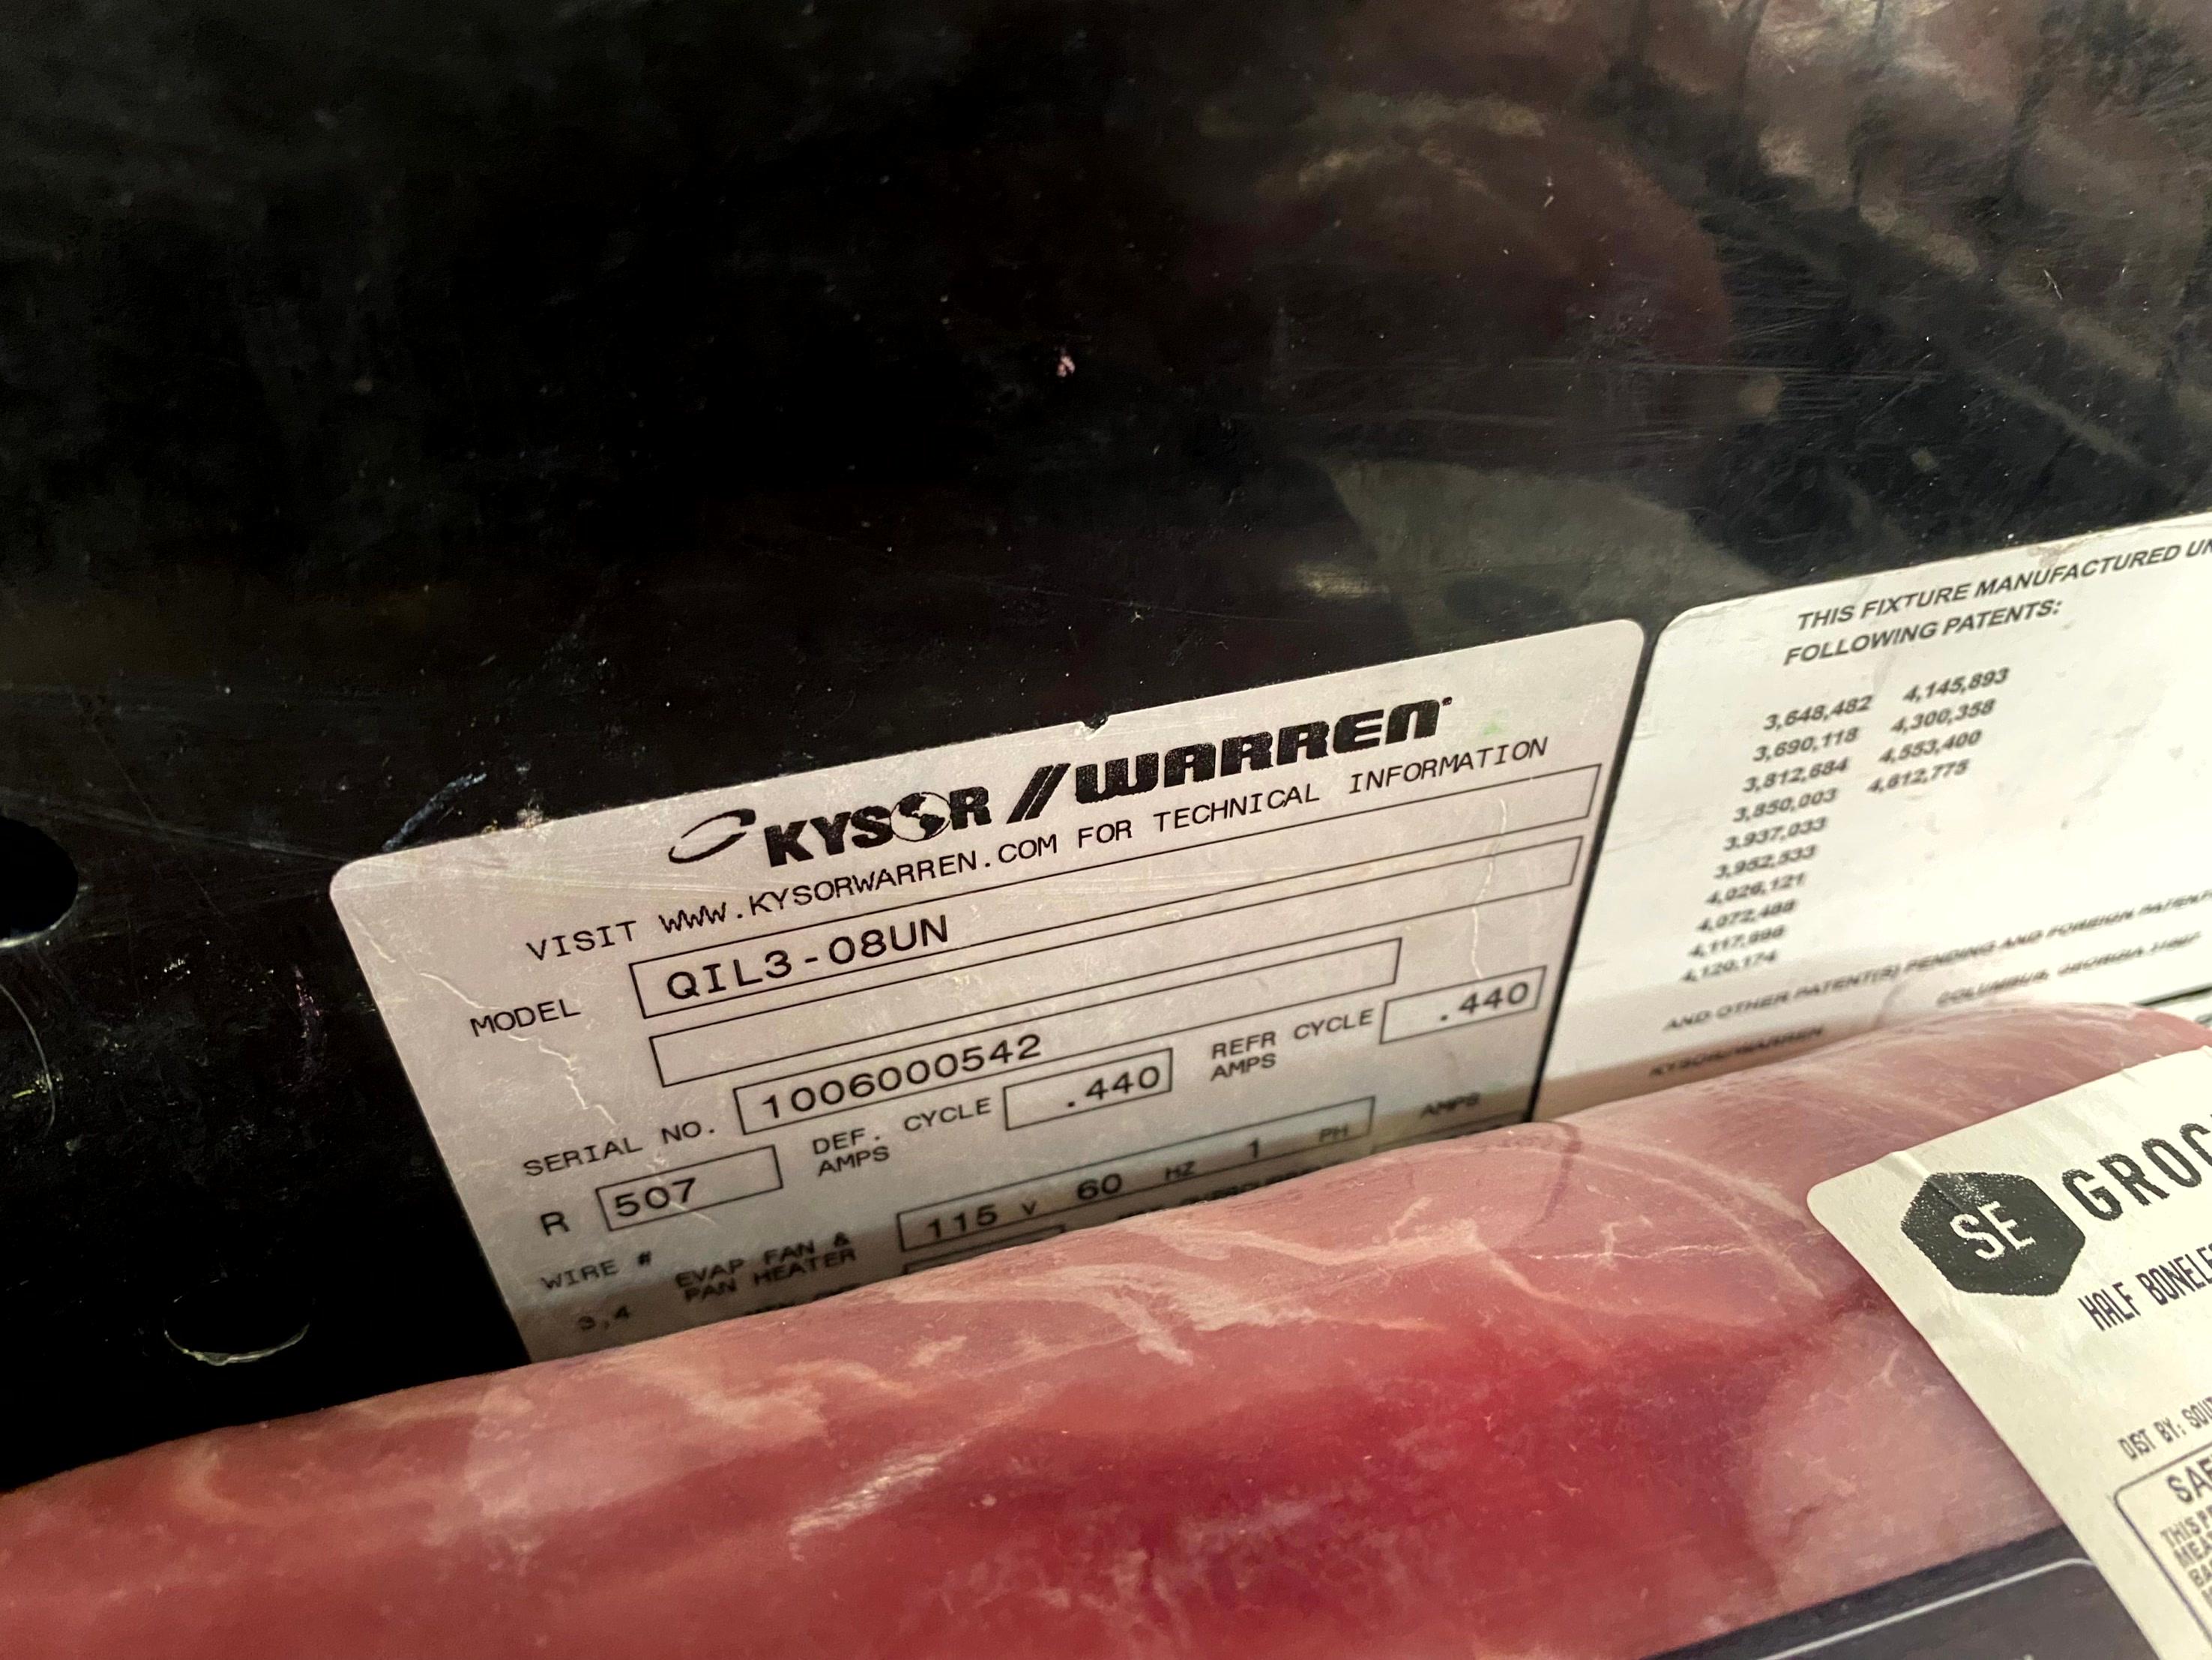 KYSOR//WARREN
VISIT WWW.KYSORWARREN.COM FOR TECHNICAL INFORMATION
MODEL QIL3-08UN
SERIAL NO. 1006000542
R 507 DEF. CYCLE AMPS .440 REFR CYCLE AMPS .440
WIRE # EVAP FAN & PAN HEATER 115 V 60 HZ 1 PH AMPS
3,4
THIS FIXTURE MANUFACTURED
FOLLOWING PATENTS:
3,648,482 4,145,893
3,690,118 4,300,358
3,812,684 4,553,400
3,850,003 4,612,775
3,937,033
3,952,533
4,026,121
4,072,488
4,117,698
4,120,174
AND OTHER PATENT(S) PENDING AND FOREIGN
KYSOR/WARREN COLUMBUS, GEORGIA
SE GROC
HALF BONELE
DIST BY: SOU
SAF
THIS
MEA
BA